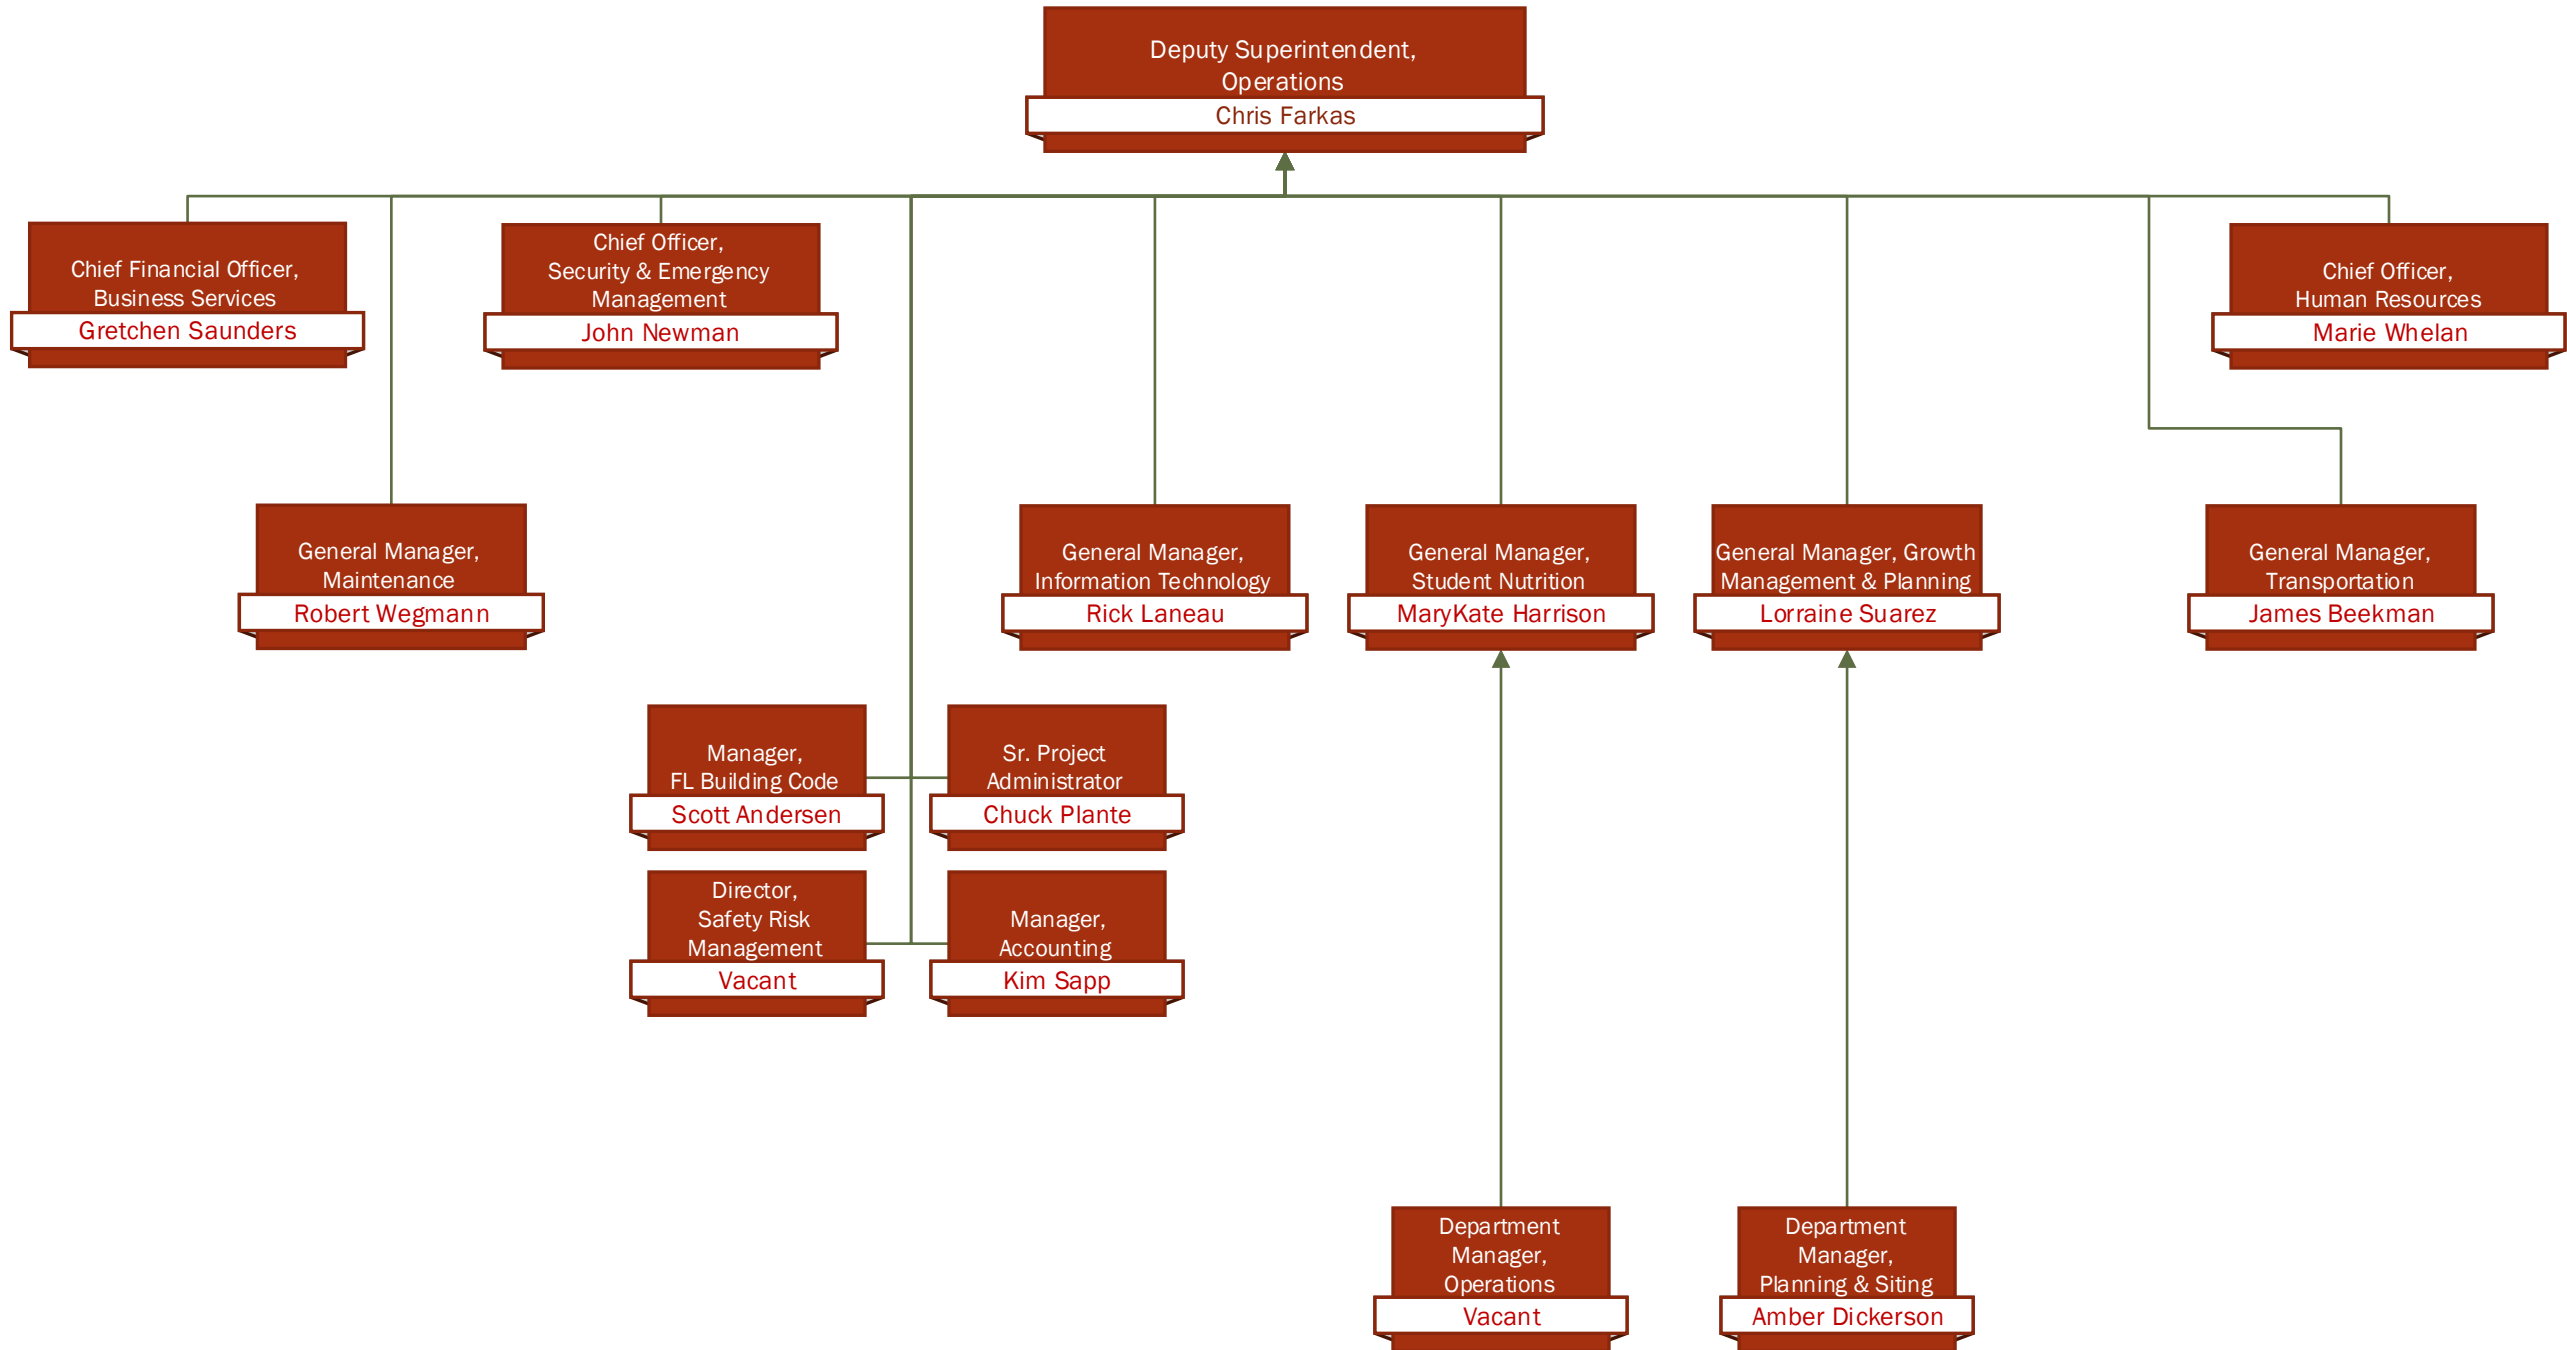 Deputy Superintendent,
Operations
Chris Farkas
Chief Financial Officer,
Business Services
Gretchen Saunders
Chief Officer,
Security & Emergency
Management
John Newman
Chief Officer,
Human Resources
Marie Whelan
General Manager,
Maintenance
Robert Wegmann
General Manager,
Information Technology
Rick Laneau
General Manager,
Student Nutrition
MaryKate Harrison
General Manager, Growth
Management & Planning
Lorraine Suarez
General Manager,
Transportation
James Beekman
Manager,
FL Building Code
Scott Andersen
Sr. Project
Administrator
Chuck Plante
Director,
Safety Risk
Management
Vacant
Manager,
Accounting
Kim Sapp
Department
Manager,
Operations
Vacant
Department
Manager,
Planning & Siting
Amber Dickerson